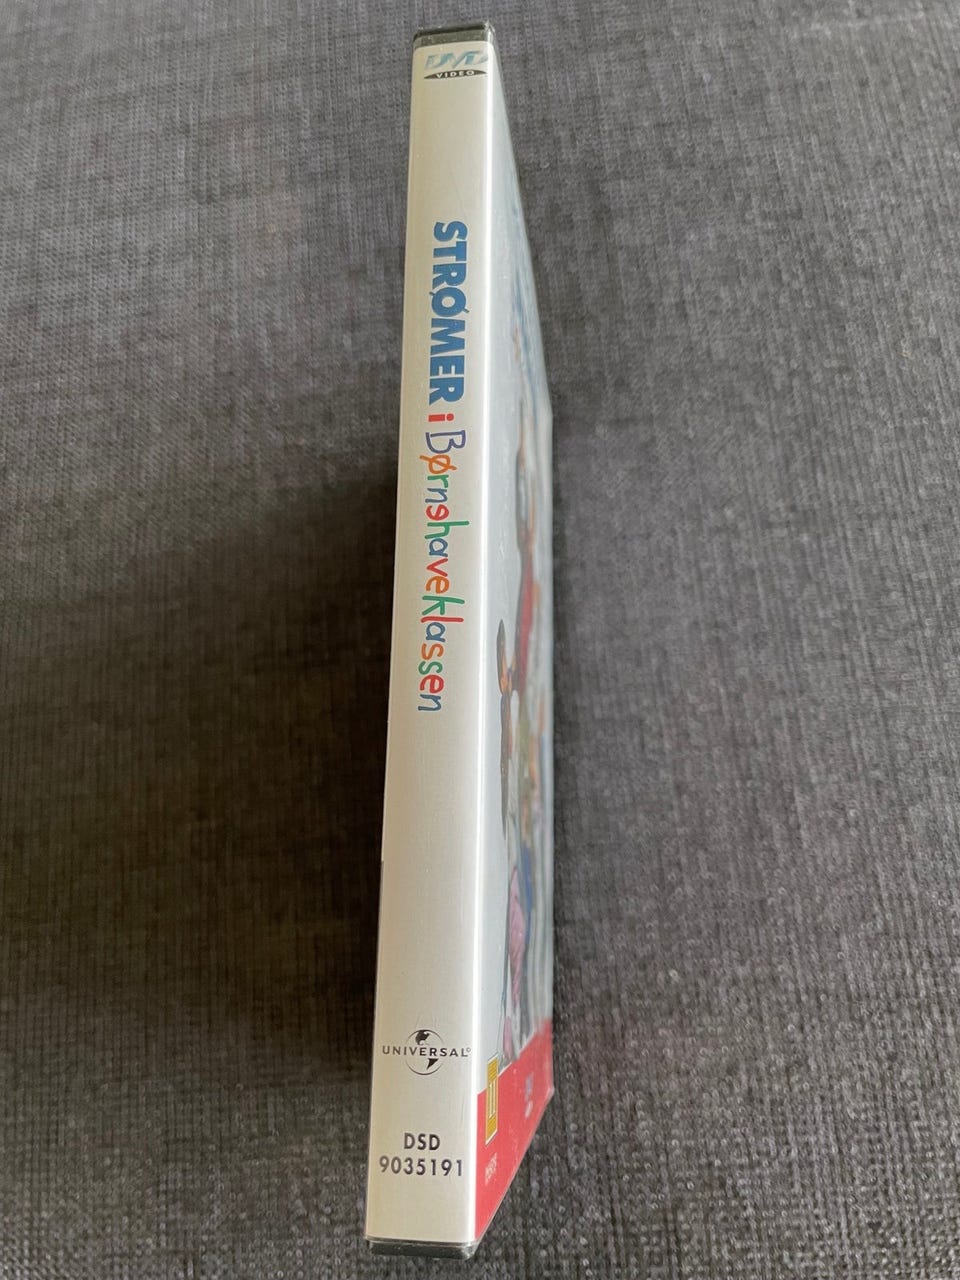 DVD
VIDEO
STRØMER i Børnehaveklassen
UNIVERSAL
DSD
9035191